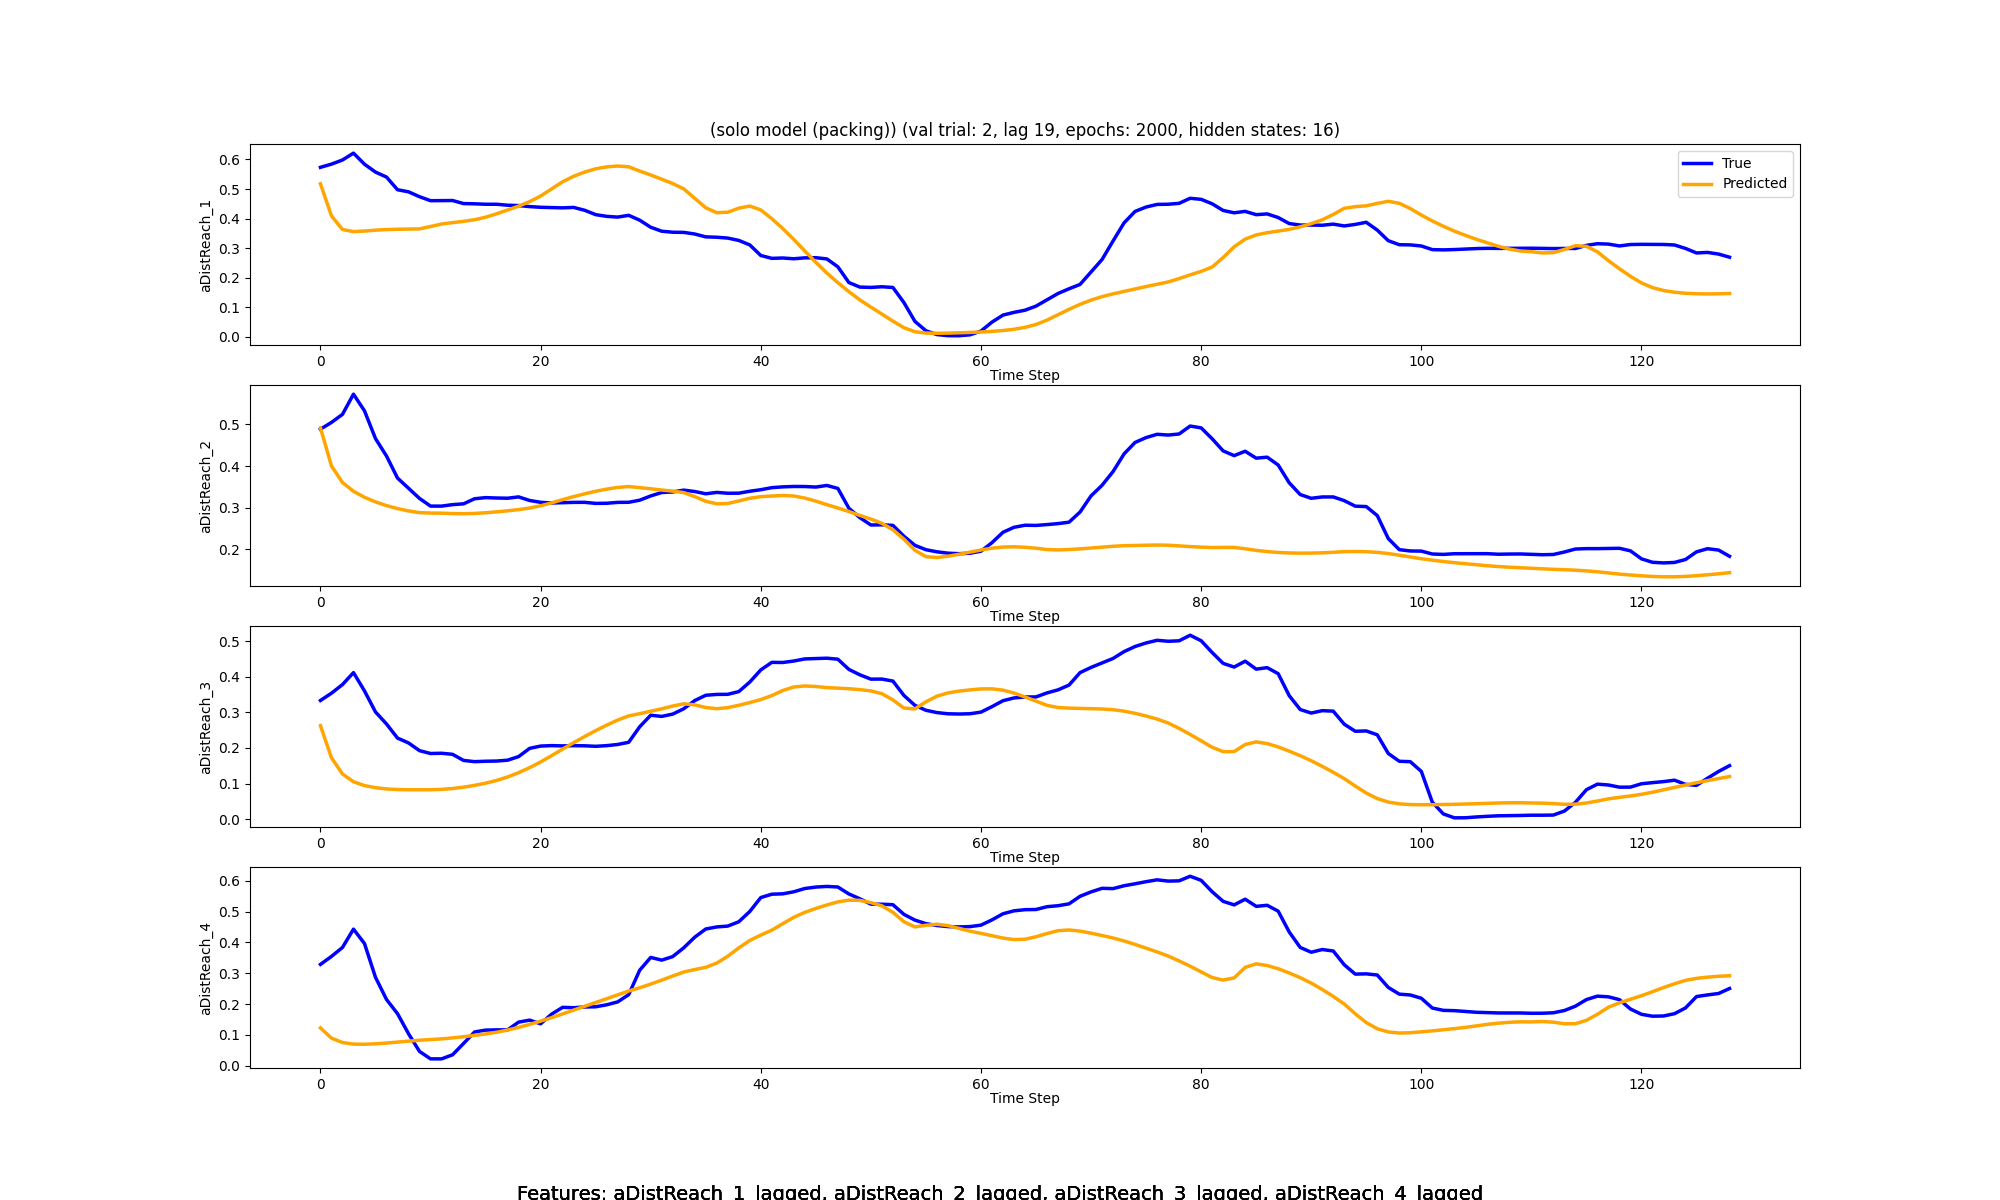 (solo model (packing)) (val trial: 2, lag 19, epochs: 2000, hidden states: 16)
True
Predicted
aDistReach_1
0.6
0.5
0.4
0.3
0.2
0.1
0.0
0 20 40 60 80 100 120
Time Step
aDistReach_2
0.5
0.4
0.3
0.2
0 20 40 60 80 100 120
Time Step
aDistReach_3
0.5
0.4
0.3
0.2
0.1
0.0
0 20 40 60 80 100 120
Time Step
aDistReach_4
0.6
0.5
0.4
0.3
0.2
0.1
0.0
0 20 40 60 80 100 120
Time Step
Features: aDistReach_1_lagged, aDistReach_2_lagged, aDistReach_3_lagged, aDistReach_4_lagged